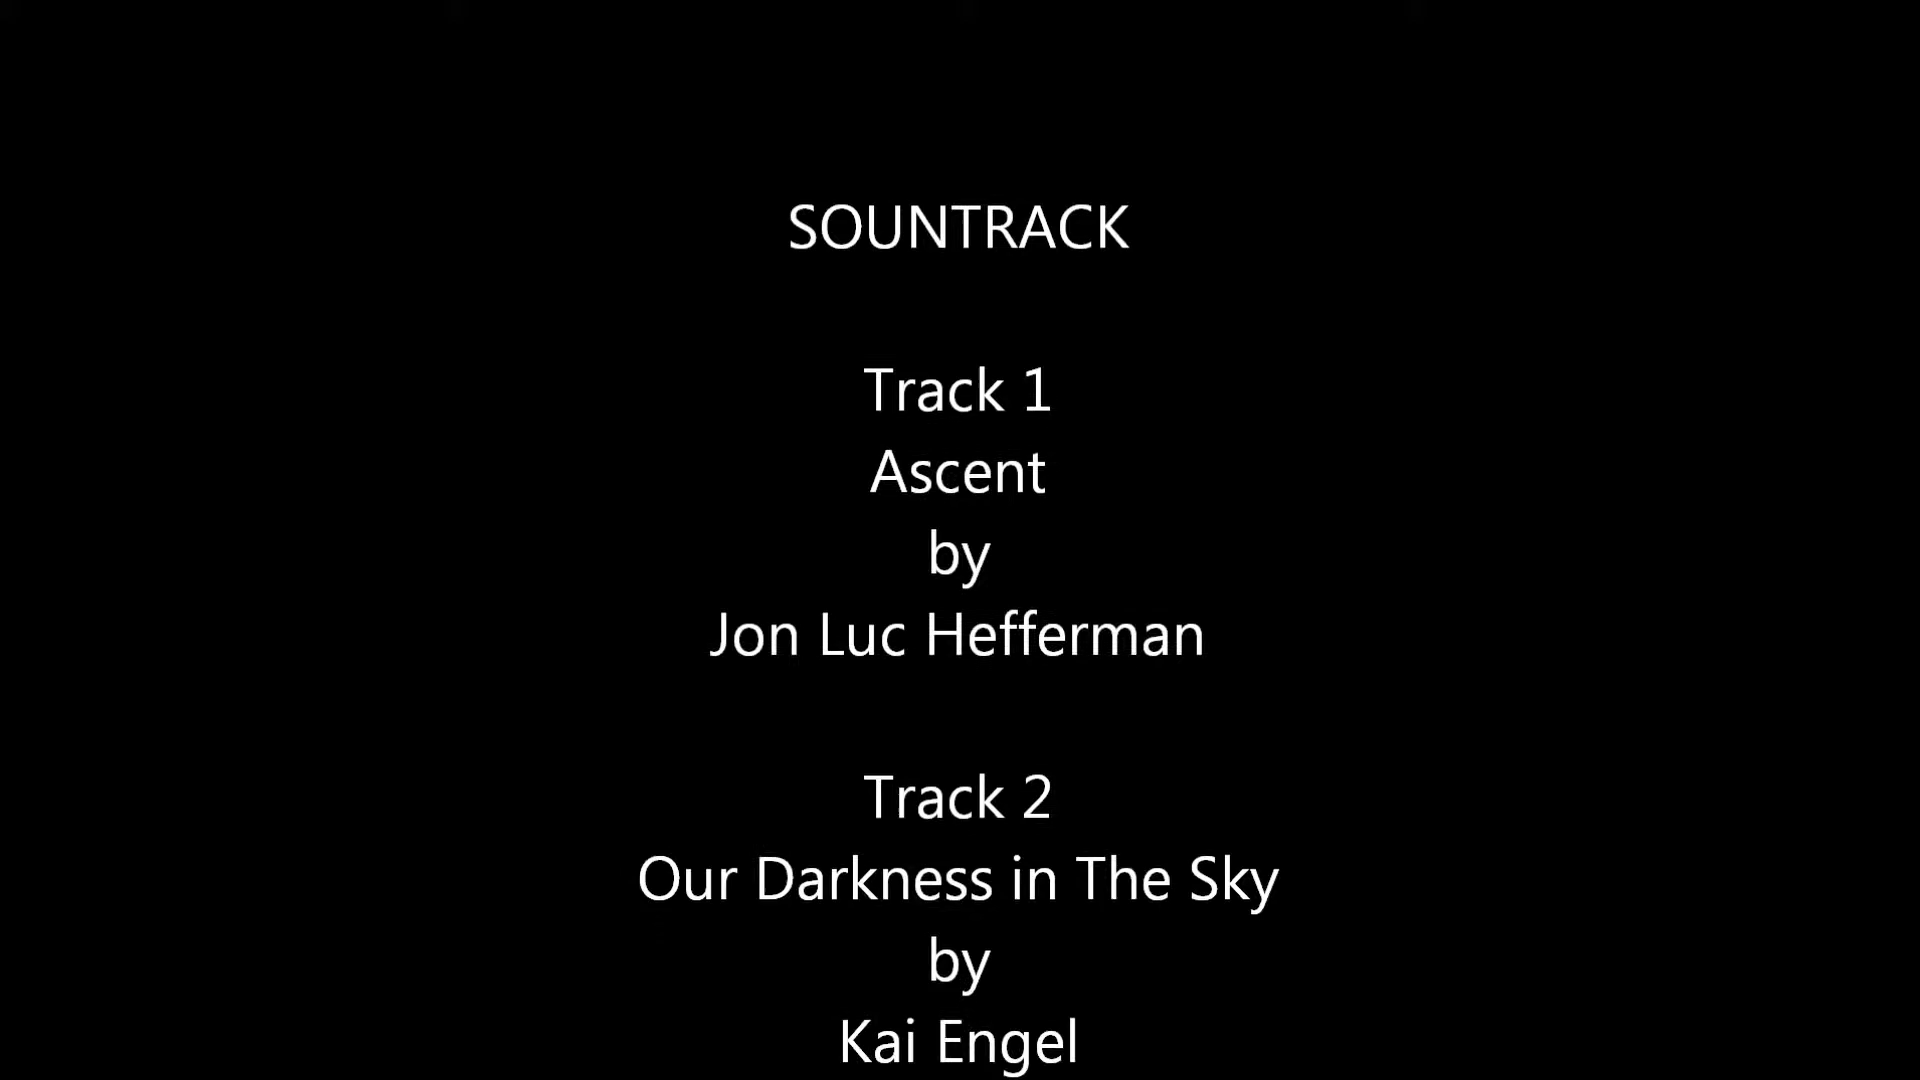 SOUNTRACK
Track 1
Ascent
by
Jon Luc Hefferman
Track 2
Our Darkness in The Sky
by
Kai Engel